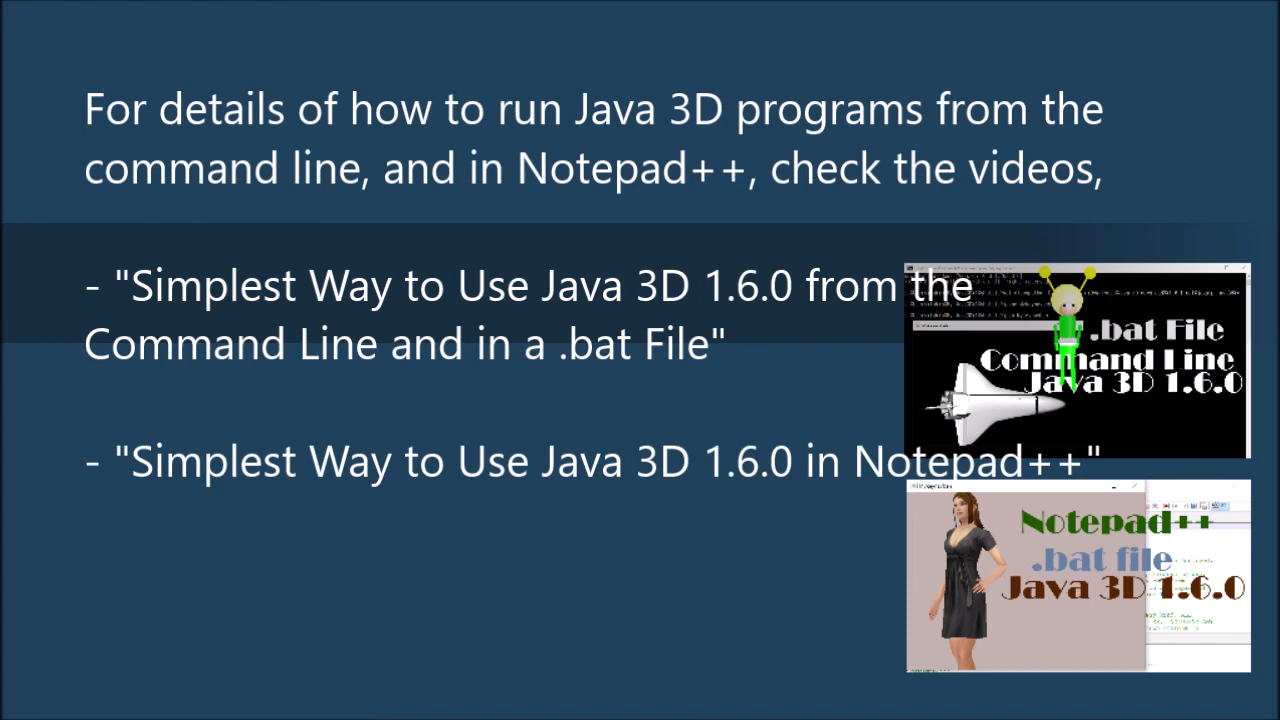 For details of how to run Java 3D programs from the
command line, and in Notepad++, check the videos,
- "Simplest Way to Use Java 3D 1.6.0 from the
Command Line and in a .bat File"
.bat File
Command Line
Java 3D 1.6.0
- "Simplest Way to Use Java 3D 1.6.0 in Notepad++"
Notepad++
.bat file
Java 3D 1.6.0